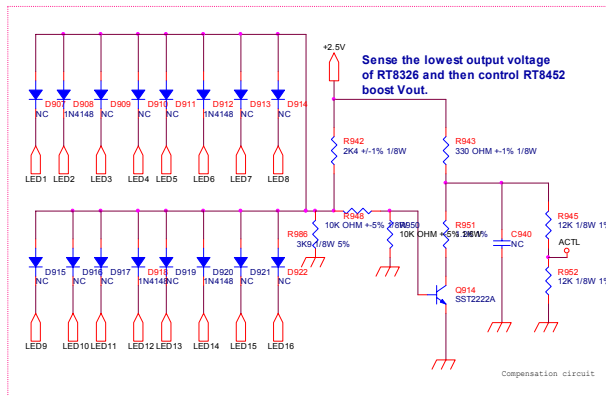 +2.5V
Sense the lowest output voltage
of RT8326 and then control RT8452
boost Vout.
D907 D908 D909 D910 D911 D912 D913 D914
NC 1N4148 NC NC NC 1N4148 NC NC
R942
2K4 +/-1% 1/8W
R943
330 OHM +-1% 1/8W
LED1 LED2 LED3 LED4 LED5 LED6 LED7 LED8
R948
10K OHM +-5% 1/8W
R986
3K9 1/8W 5%
R950
10K OHM +-5% 1/8W
R951
R945
12K 1/8W 1%
C940
NC
ACTL
D915 D916 D917 D918 D919 D920 D921 D922
NC NC NC 1N4148 NC 1N4148 NC NC
R952
12K 1/8W 1%
Q914
SST2222A
LED9 LED10 LED11 LED12 LED13 LED14 LED15 LED16
Compensation circuit